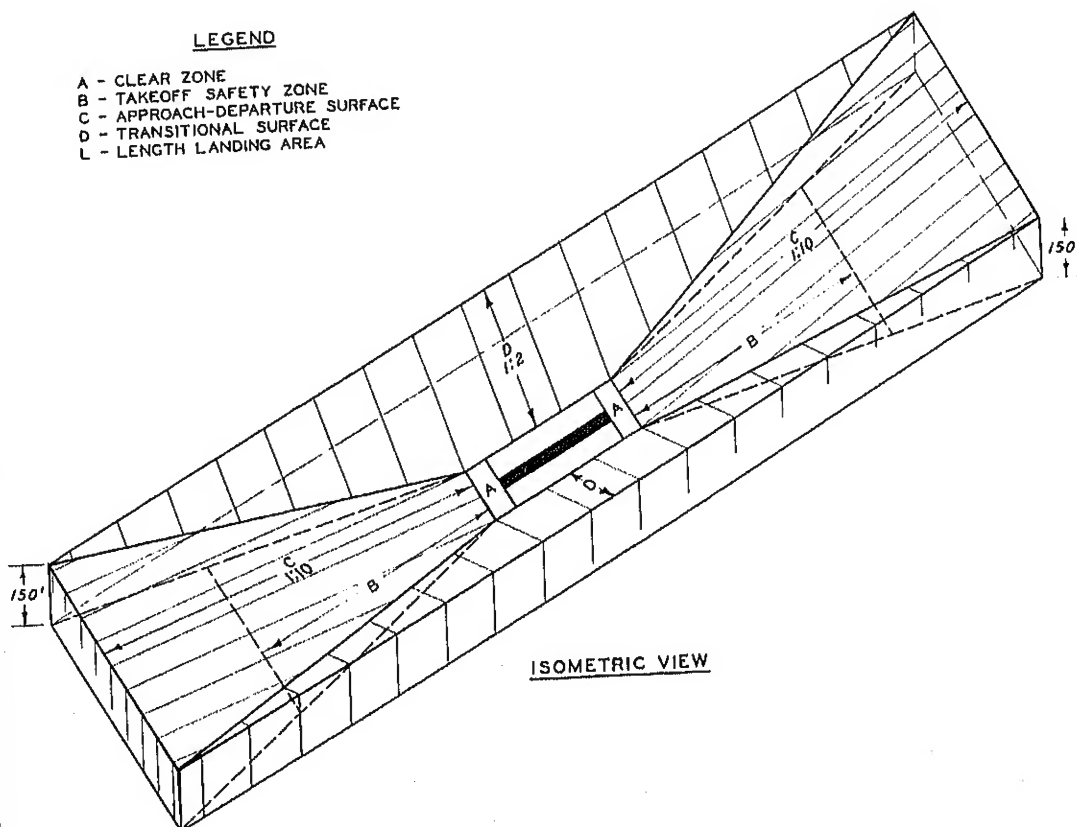 LEGEND
A - CLEAR ZONE
B - TAKEOFF SAFETY ZONE
C - APPROACH-DEPARTURE SURFACE
D - TRANSITIONAL SURFACE
L - LENGTH LANDING AREA
C
1:10
150
B
D
1:2
A
A
D
C
1:10
B
150'
ISOMETRIC VIEW